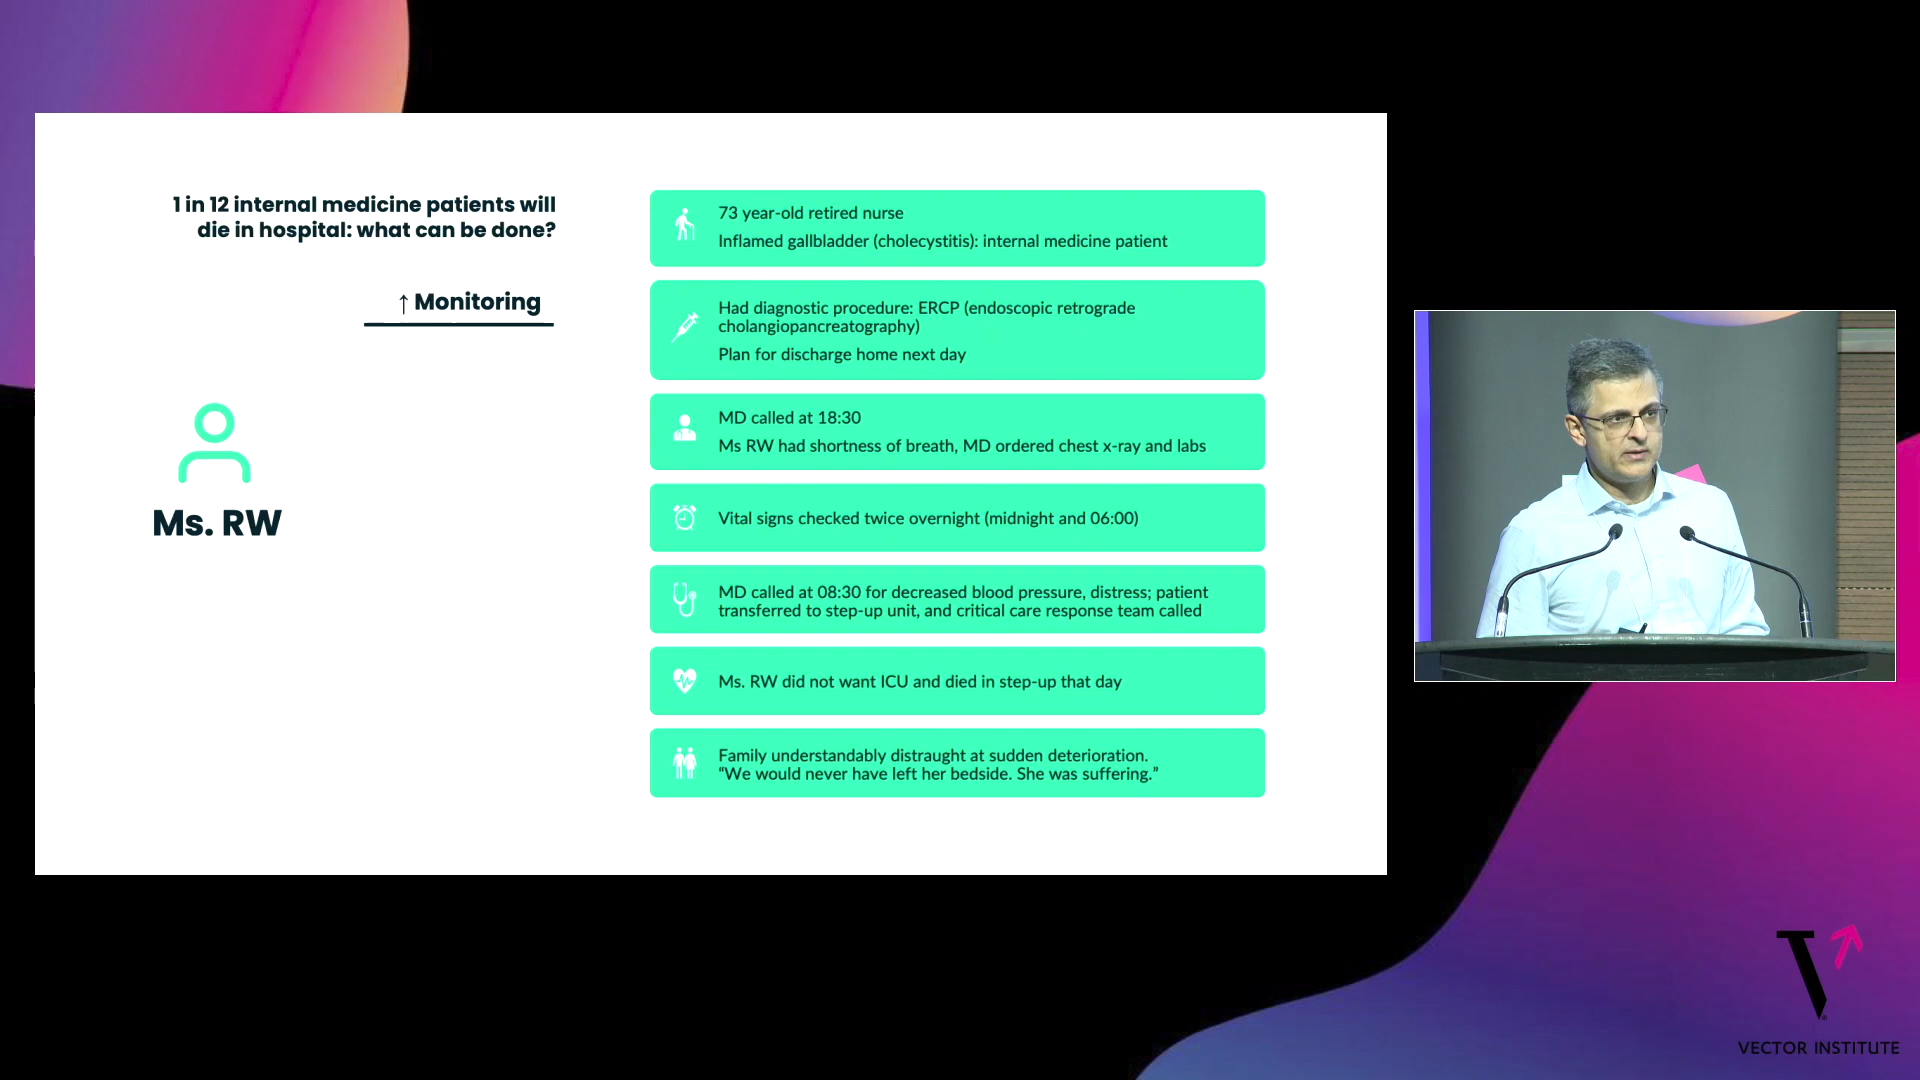 1 in 12 internal medicine patients will
die in hospital: what can be done?
↑ Monitoring
Ms. RW
73 year-old retired nurse
Inflamed gallbladder (cholecystitis): internal medicine patient
Had diagnostic procedure: ERCP (endoscopic retrograde
cholangiopancreatography)
Plan for discharge home next day
MD called at 18:30
Ms RW had shortness of breath, MD ordered chest x-ray and labs
Vital signs checked twice overnight (midnight and 06:00)
MD called at 08:30 for decreased blood pressure, distress; patient
transferred to step-up unit, and critical care response team called
Ms. RW did not want ICU and died in step-up that day
Family understandably distraught at sudden deterioration.
“We would never have left her bedside. She was suffering.”
VECTOR INSTITUTE